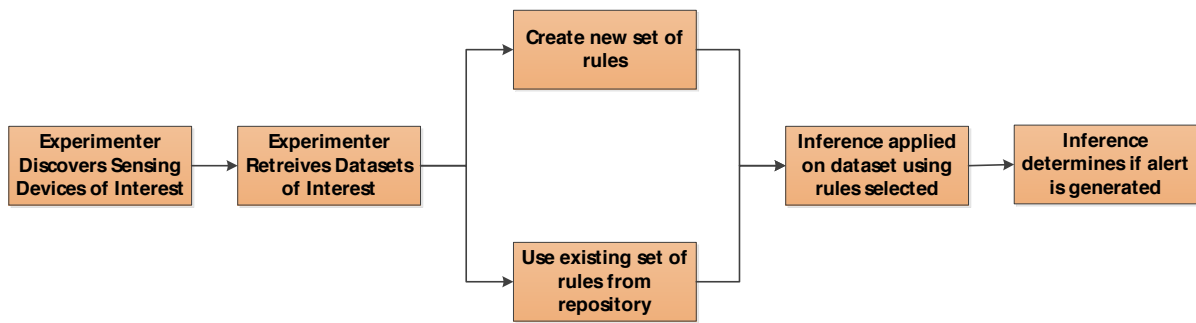 Experimenter
Discovers Sensing
Devices of Interest
Experimenter
Retreives Datasets
of Interest
Create new set of
rules
Use existing set of
rules from
repository
Inference applied
on dataset using
rules selected
Inference
determines if alert
is generated